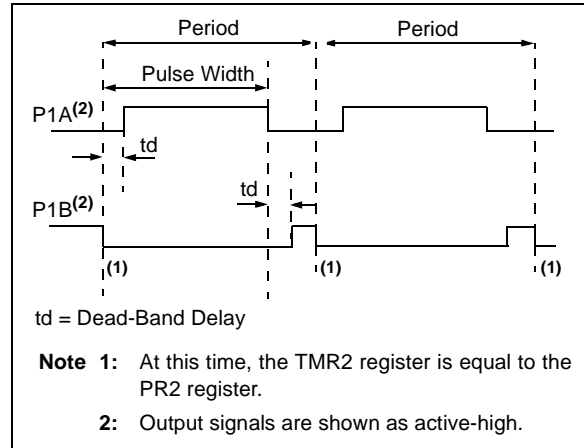 Period Period
Pulse Width
P1A(2)
td
td
P1B(2)
(1) (1) (1)
td = Dead-Band Delay
Note 1: At this time, the TMR2 register is equal to the
PR2 register.
2: Output signals are shown as active-high.